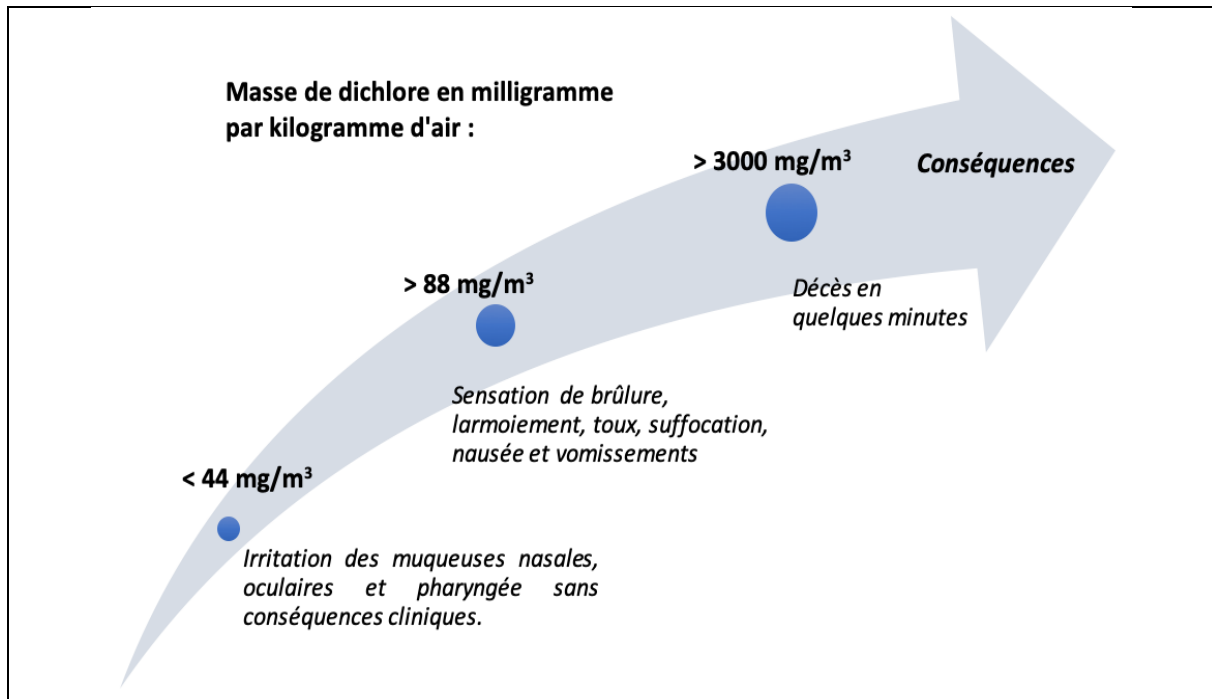 Masse de dichlore en milligramme
par kilogramme d'air :
> 3000 mg/m³
Conséquences
Décès en
quelques minutes
> 88 mg/m³
Sensation de brûlure,
larmoiement, toux, suffocation,
nausée et vomissements
< 44 mg/m³
Irritation des muqueuses nasales,
oculaires et pharyngée sans
conséquences cliniques.